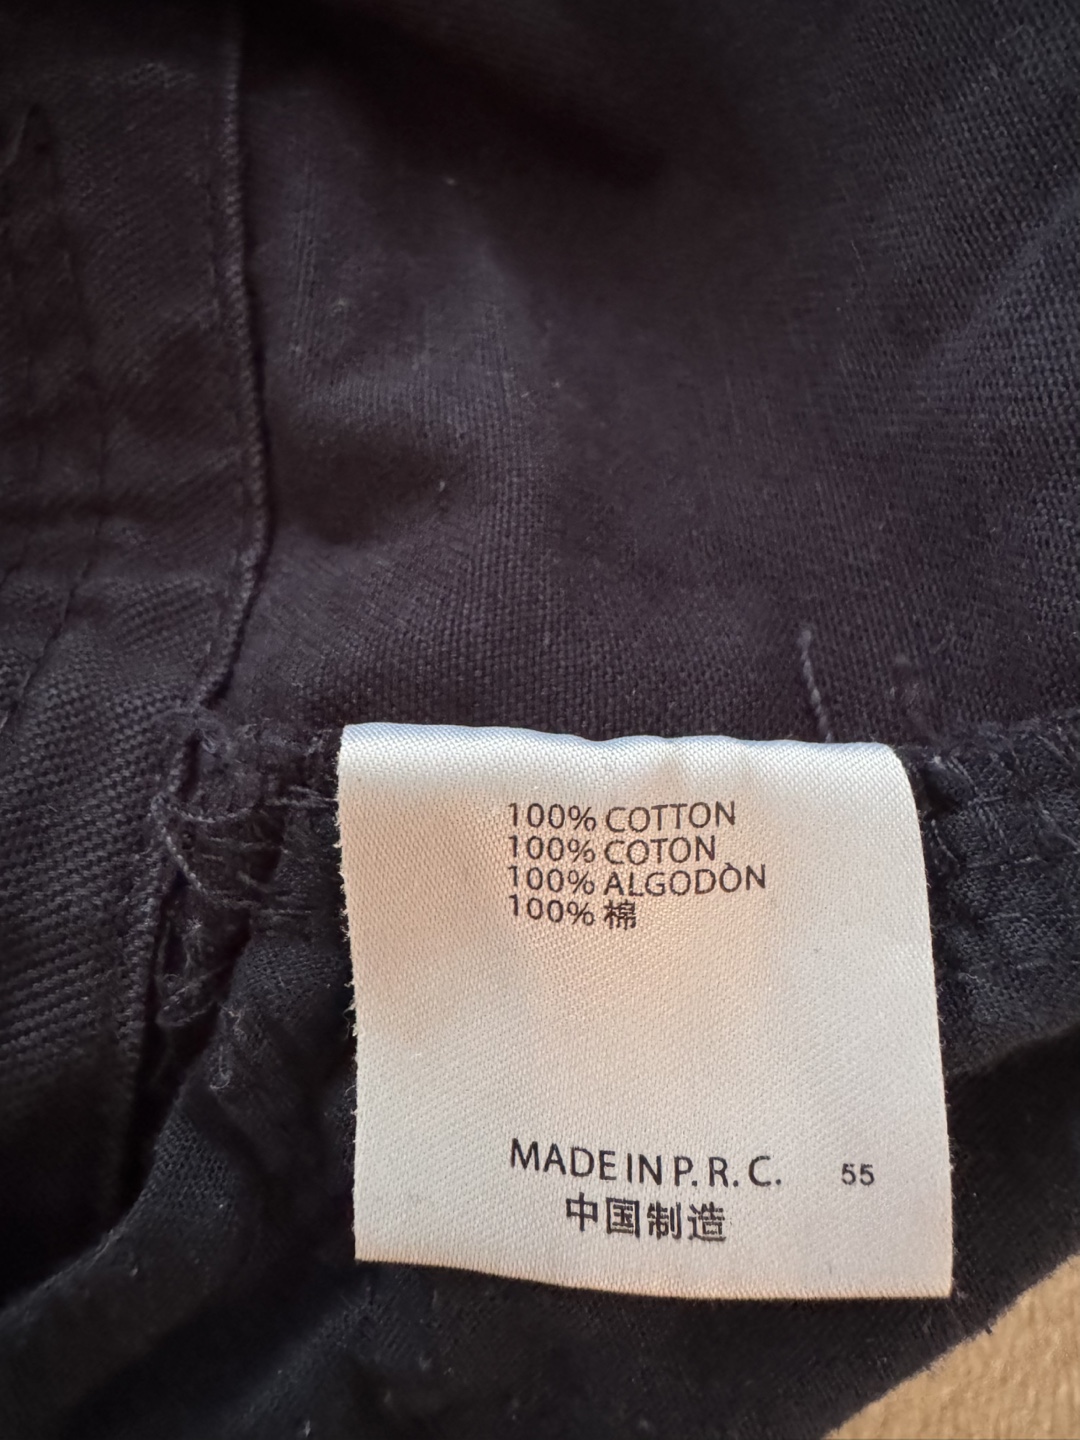 100% COTTON
100% COTON
100% ALGODÒN
100% 棉
MADE IN P. R. C. 55
中国制造